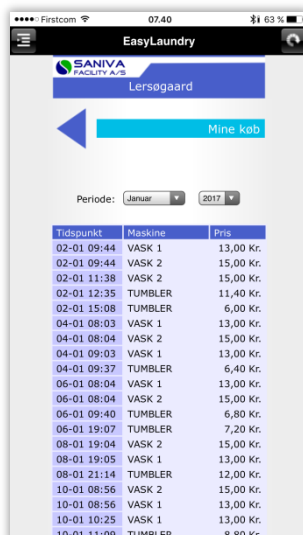 Firstcom 07.40 63 %
EasyLaundry
SANIVA
FACILITY A/S
Lersøgaard
Mine køb
Periode: Januar 2017
Tidspunkt Maskine Pris
02-01 09:44 VASK 1 13,00 Kr.
02-01 09:44 VASK 2 15,00 Kr.
02-01 11:38 VASK 2 15,00 Kr.
02-01 12:35 TUMBLER 11,40 Kr.
02-01 15:08 TUMBLER 6,00 Kr.
04-01 08:03 VASK 1 13,00 Kr.
04-01 08:04 VASK 2 15,00 Kr.
04-01 09:03 VASK 1 13,00 Kr.
04-01 09:37 TUMBLER 6,40 Kr.
06-01 08:04 VASK 1 13,00 Kr.
06-01 08:04 VASK 2 15,00 Kr.
06-01 09:40 TUMBLER 6,80 Kr.
06-01 19:07 TUMBLER 7,20 Kr.
08-01 19:04 VASK 2 15,00 Kr.
08-01 19:05 VASK 1 13,00 Kr.
08-01 21:14 TUMBLER 12,00 Kr.
10-01 08:56 VASK 2 15,00 Kr.
10-01 08:56 VASK 1 13,00 Kr.
10-01 10:25 VASK 1 13,00 Kr.
10-01 11:09 TUMBLER 8,80 Kr.